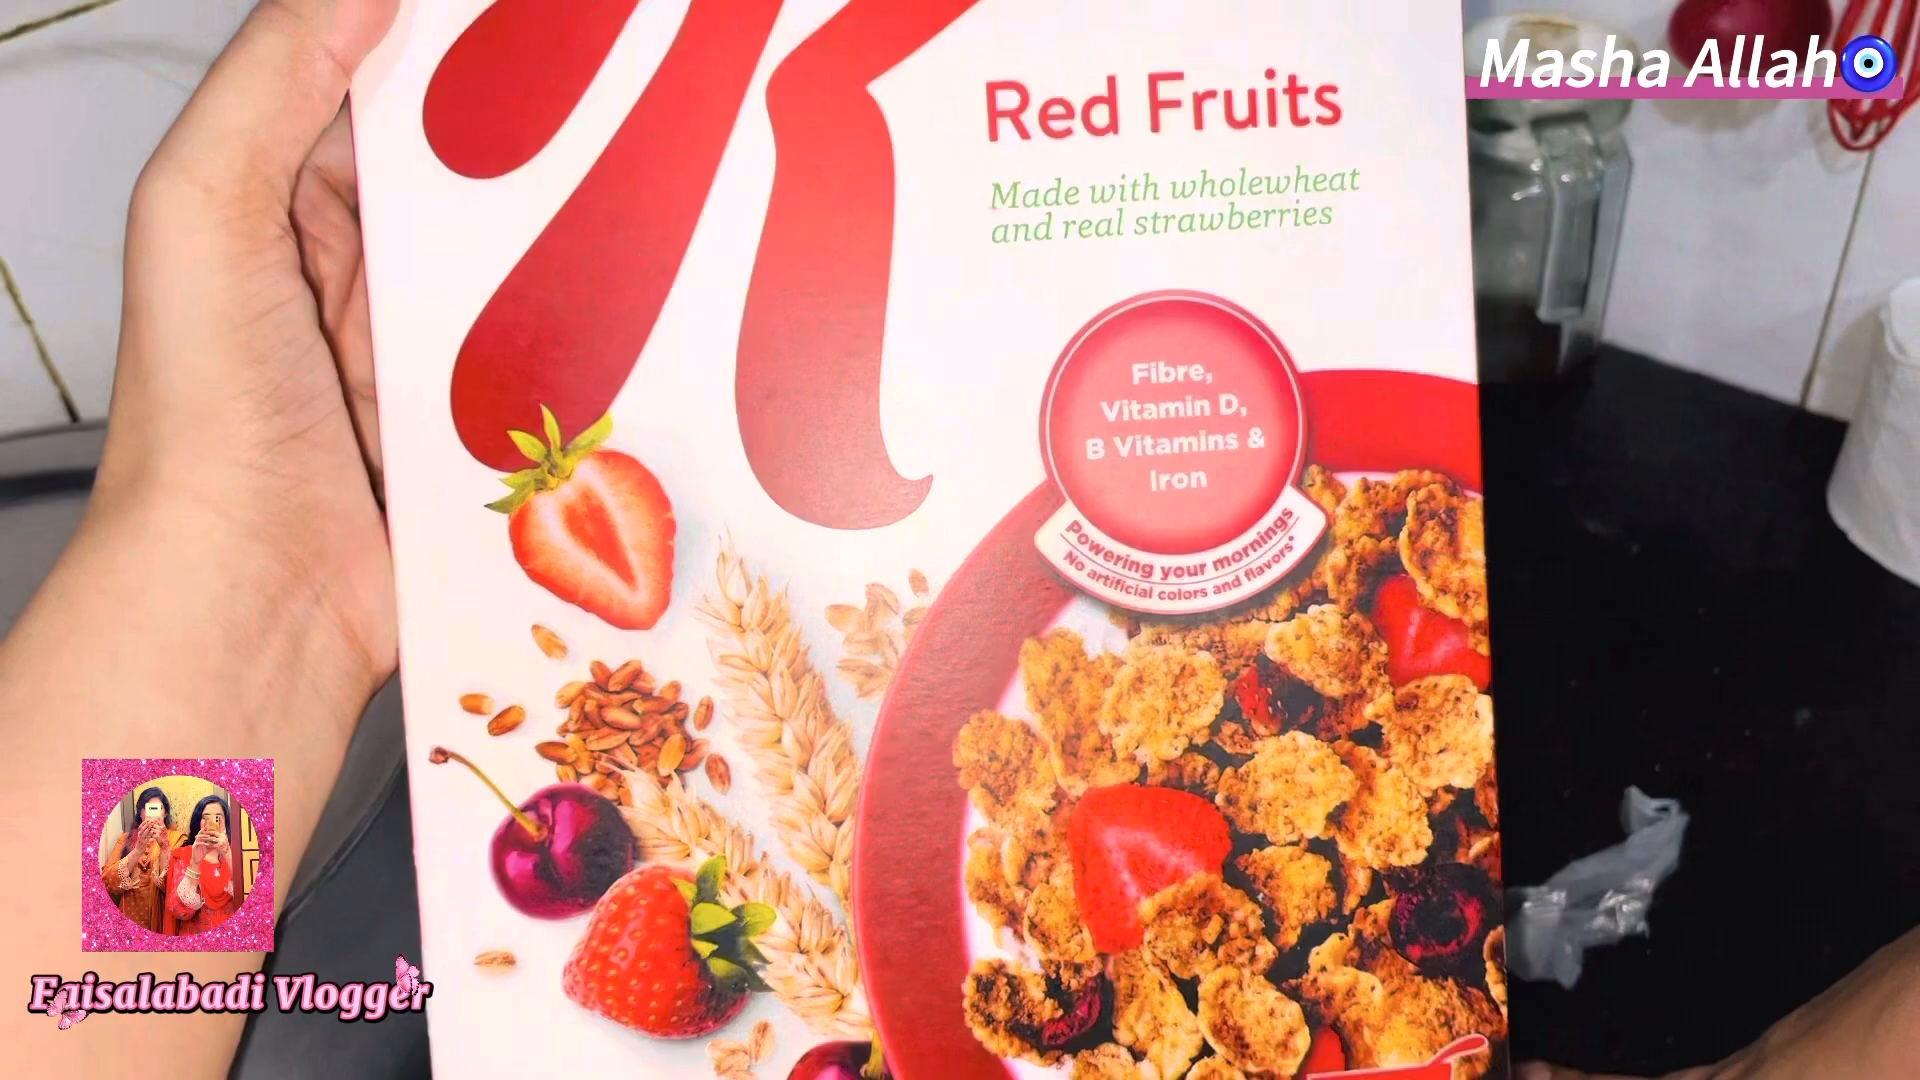 Masha Allah🧿
Red Fruits
Made with wholewheat
and real strawberries
Fibre,
Vitamin D,
B Vitamins &
Iron
Powering your mornings
No artificial colors and flavors*
Faisalabadi Vlogger